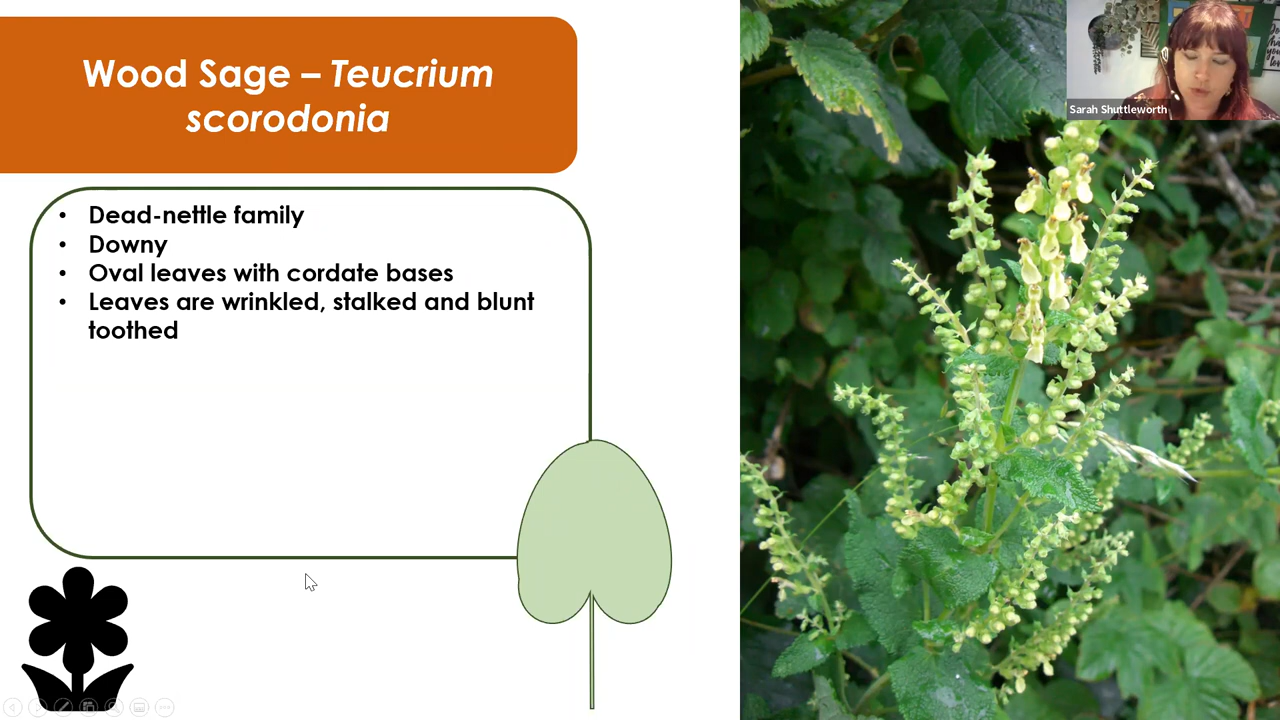 Wood Sage – Teucrium
scorodonia
• Dead-nettle family
• Downy
• Oval leaves with cordate bases
• Leaves are wrinkled, stalked and blunt
toothed
Sarah Shuttleworth